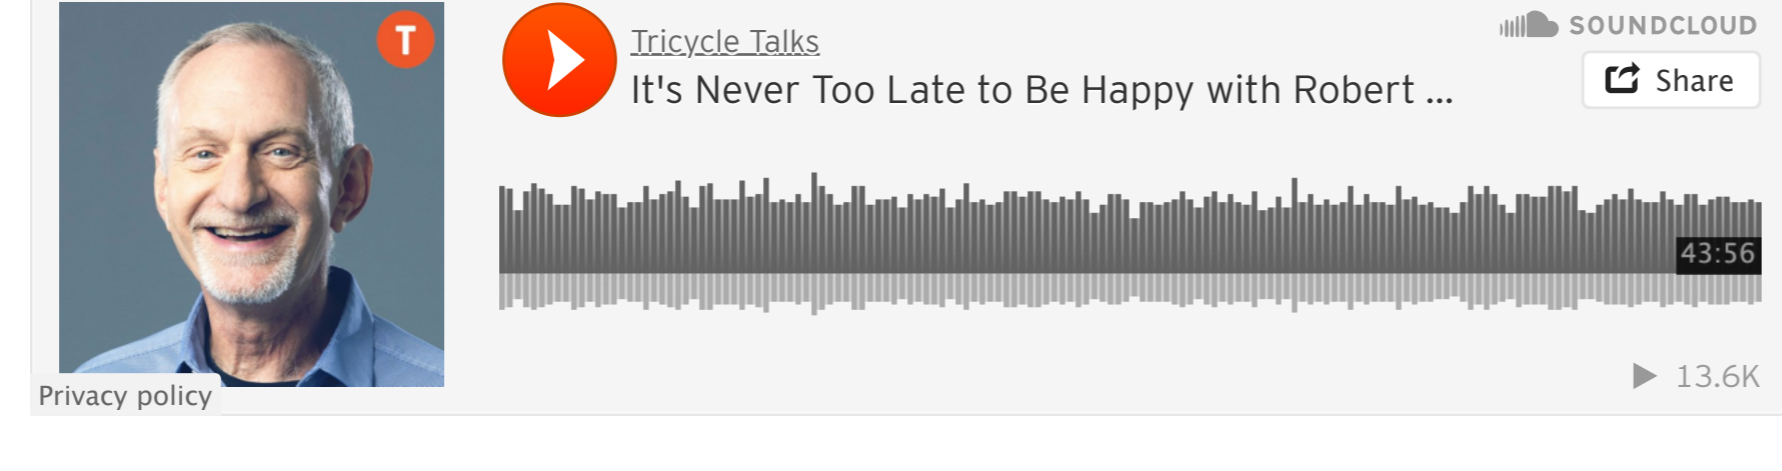 T
Tricycle Talks
It's Never Too Late to Be Happy with Robert ...
SOUNDCLOUD
Share
43:56
13.6K
Privacy policy